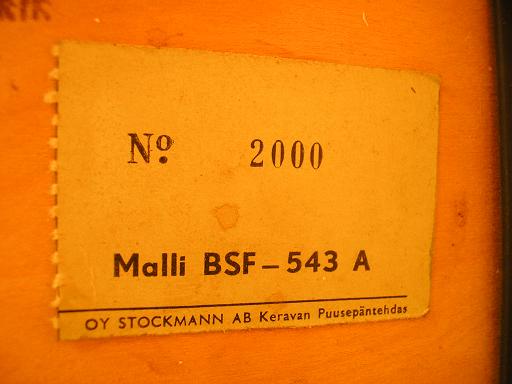 Nº 2000
Malli BSF – 543 A
OY STOCKMANN AB Keravan Puusepäntehdas